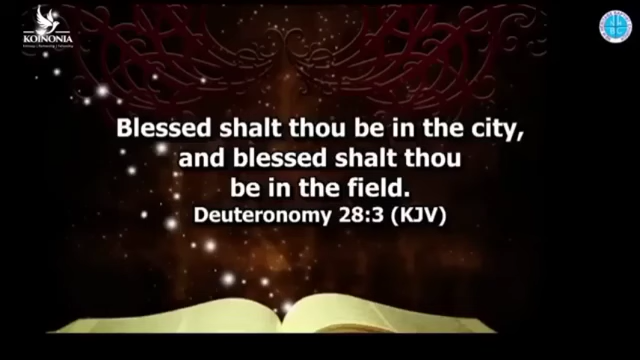 KOINONIA
Blessed shalt thou be in the city,
and blessed shalt thou
be in the field.
Deuteronomy 28:3 (KJV)